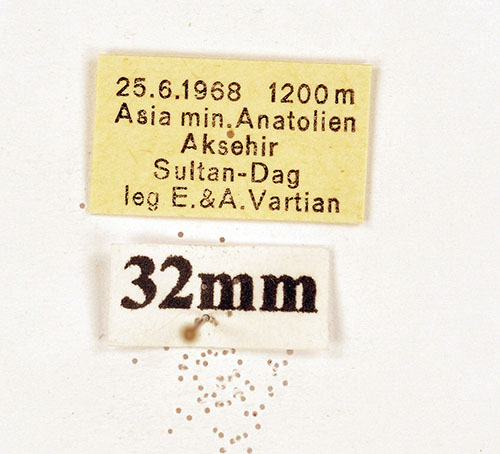 25.6.1968 1200m
Asia min. Anatolien
Aksehir
Sultan-Dag
leg E.&A.Vartian
32mm